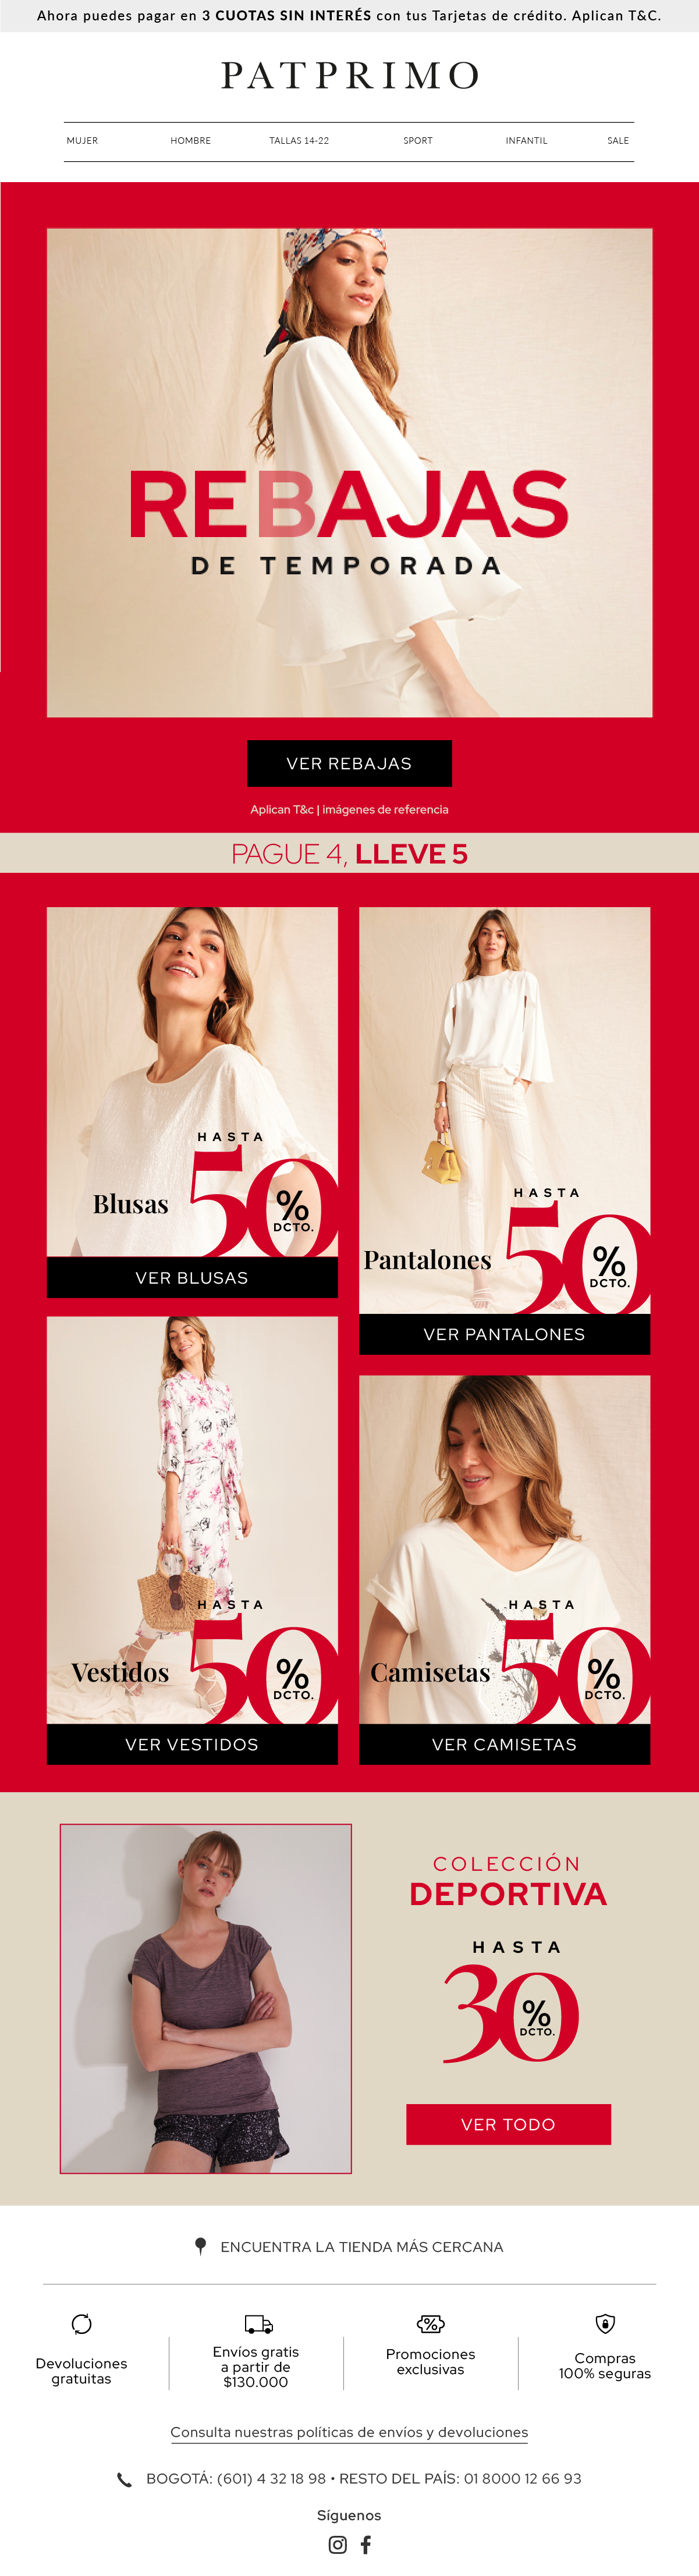 Ahora puedes pagar en 3 CUOTAS SIN INTERÉS con tus Tarjetas de crédito. Aplican T&C.
PATPRIMO
MUJER HOMBRE TALLAS 14-22 SPORT INFANTIL SALE
REBAJAS
DE TEMPORADA
VER REBAJAS
Aplican T&c | imágenes de referencia
PAGUE 4, LLEVE 5
HASTA
Blusas 50 % DCTO.
VER BLUSAS
HASTA
Pantalones 50 % DCTO.
VER PANTALONES
HASTA
Vestidos 50 % DCTO.
VER VESTIDOS
HASTA
Camisetas 50 % DCTO.
VER CAMISETAS
COLECCIÓN
DEPORTIVA
HASTA
30 % DCTO.
VER TODO
ENCUENTRA LA TIENDA MÁS CERCANA
Devoluciones
gratuitas
Envíos gratis
a partir de
$130.000
Promociones
exclusivas
Compras
100% seguras
Consulta nuestras políticas de envíos y devoluciones
BOGOTÁ: (601) 4 32 18 98 • RESTO DEL PAÍS: 01 8000 12 66 93
Síguenos